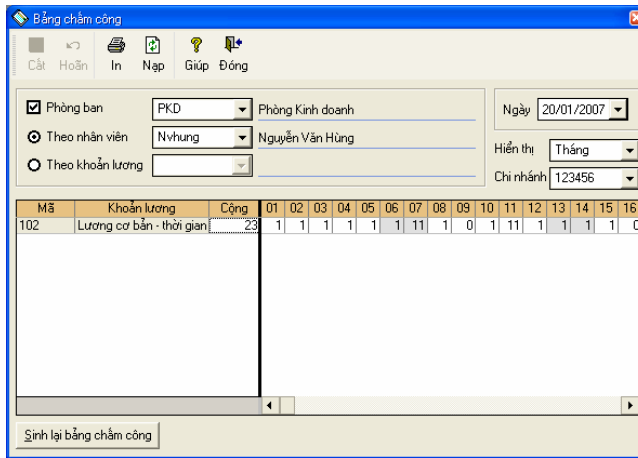 Bảng chấm công
Cất Hoãn In Nạp Giúp Đóng
Phòng ban PKD Phòng Kinh doanh Ngày 20/01/2007
Theo nhân viên Nvhung Nguyễn Văn Hùng
Hiển thị Tháng
Theo khoản lương
Chi nhánh 123456
Mã Khoản lương Cộng 01 02 03 04 05 06 07 08 09 10 11 12 13 14 15 16
102 Lương cơ bản - thời gian 23 1 1 1 1 1 1 11 1 0 1 11 1 1 1 1 0
Sinh lại bảng chấm công